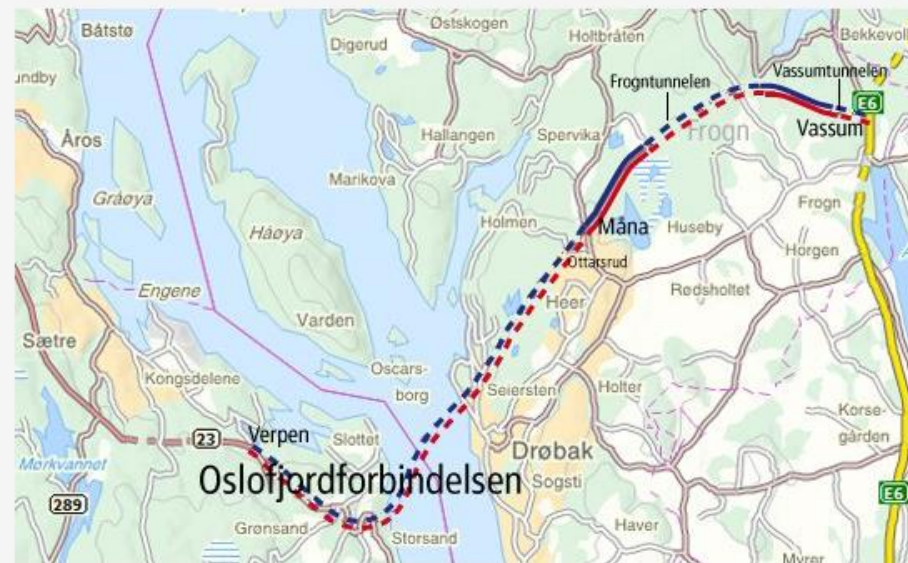 Båtstø
Østskogen
Digerud
Holtbråten
Bekkevoll
undby
Frogntunnelen
Vassumtunnelen
E6
Åros
Hallangen
Spervika
Frogn
Vassum
Marikova
Gråøya
Holmen
Måna
Huseby
Frogn
Håøya
Ottarsrud
Horgen
Engene
Rødsholtet
Varden
Heer
Sætre
Oscars-
borg
Kongsdelene
Seiersten
Holter
Korse-
gården
23
Verpen
Slottet
Drøbak
Mørkvannet
Oslofjordforbindelsen
Sogsti
289
E6
Grønsand
Storsand
Haver
Myrer